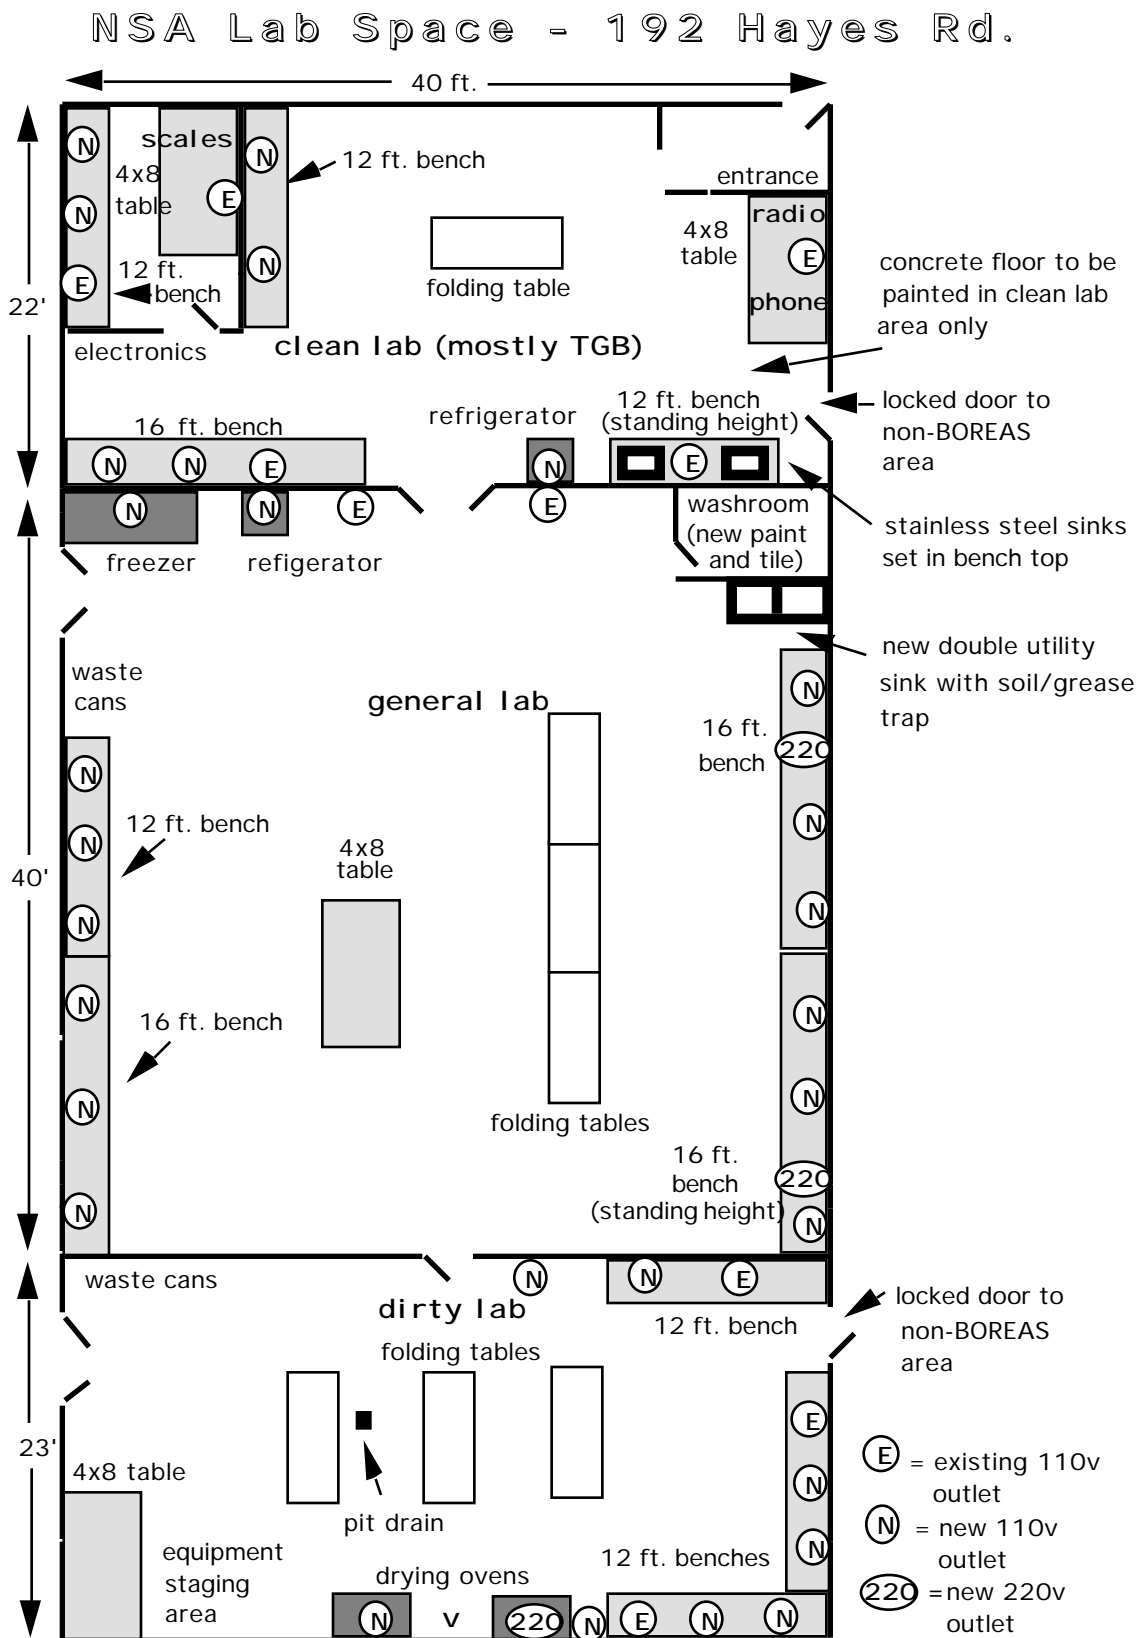 NSA Lab Space - 192 Hayes Rd.
40 ft.
scales
N
N
4x8
table
12 ft. bench
entrance
E
N
radio
4x8
table
E
phone
N
E
12 ft.
bench
folding table
concrete floor to be
painted in clean lab
area only
22'
electronics
clean lab (mostly TGB)
16 ft. bench
refrigerator
12 ft. bench
(standing height)
locked door to
non-BOREAS
area
N
N
E
N
E
N
N
E
E
washroom
(new paint
and tile)
stainless steel sinks
set in bench top
freezer
refigerator
new double utility
sink with soil/grease
trap
waste
cans
general lab
N
16 ft.
bench
220
N
N
12 ft. bench
N
4x8
table
40'
N
N
N
16 ft. bench
N
N
N
folding tables
16 ft.
bench
(standing height)
220
N
N
waste cans
N
N
E
dirty lab
12 ft. bench
locked door to
non-BOREAS
area
folding tables
E
N
N
23'
4x8 table
pit drain
E
= existing 110v
outlet
N
= new 110v
outlet
220
=new 220v
outlet
equipment
staging
area
drying ovens
12 ft. benches
N
v
220
N
E
N
N